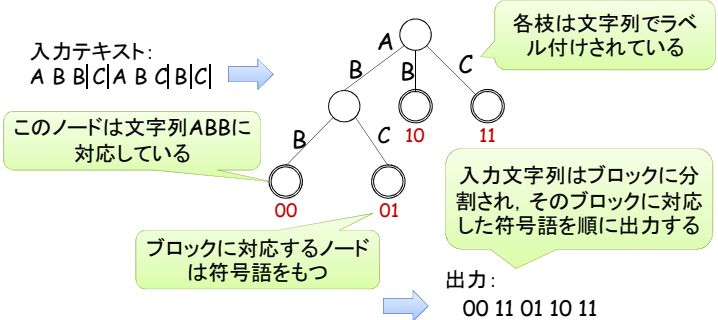 入力テキスト:
A B B|C|A B C|B|C|
A
B
B
C
各枝は文字列でラベ
ル付けされている
このノードは文字列ABBに
対応している
B
C
10
11
00
01
入力文字列はブロックに分
割され，そのブロックに対応
した符号語を順に出力する
ブロックに対応するノード
は符号語をもつ
出力:
00 11 01 10 11